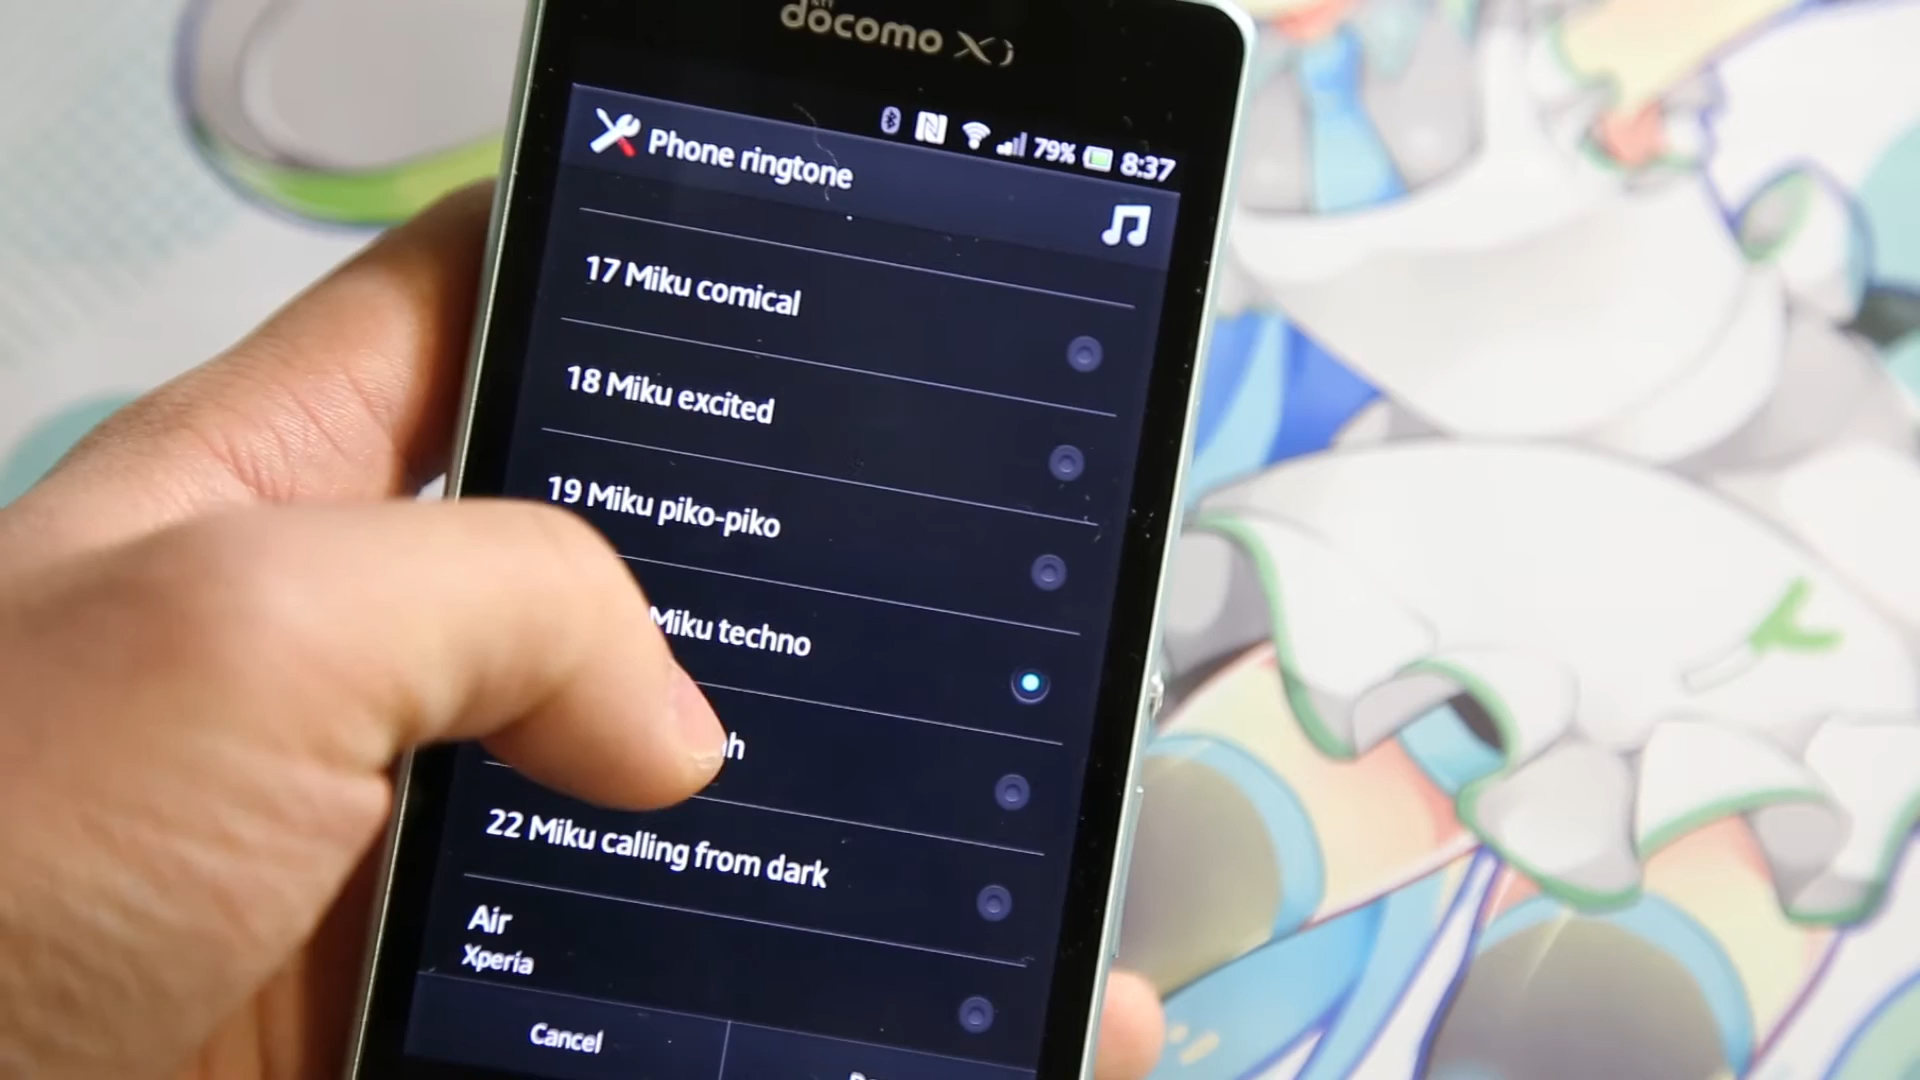 docomo Xi
79% 8:37
Phone ringtone
17 Miku comical
18 Miku excited
19 Miku piko-piko
Miku techno
22 Miku calling from dark
Air
Xperia
Cancel